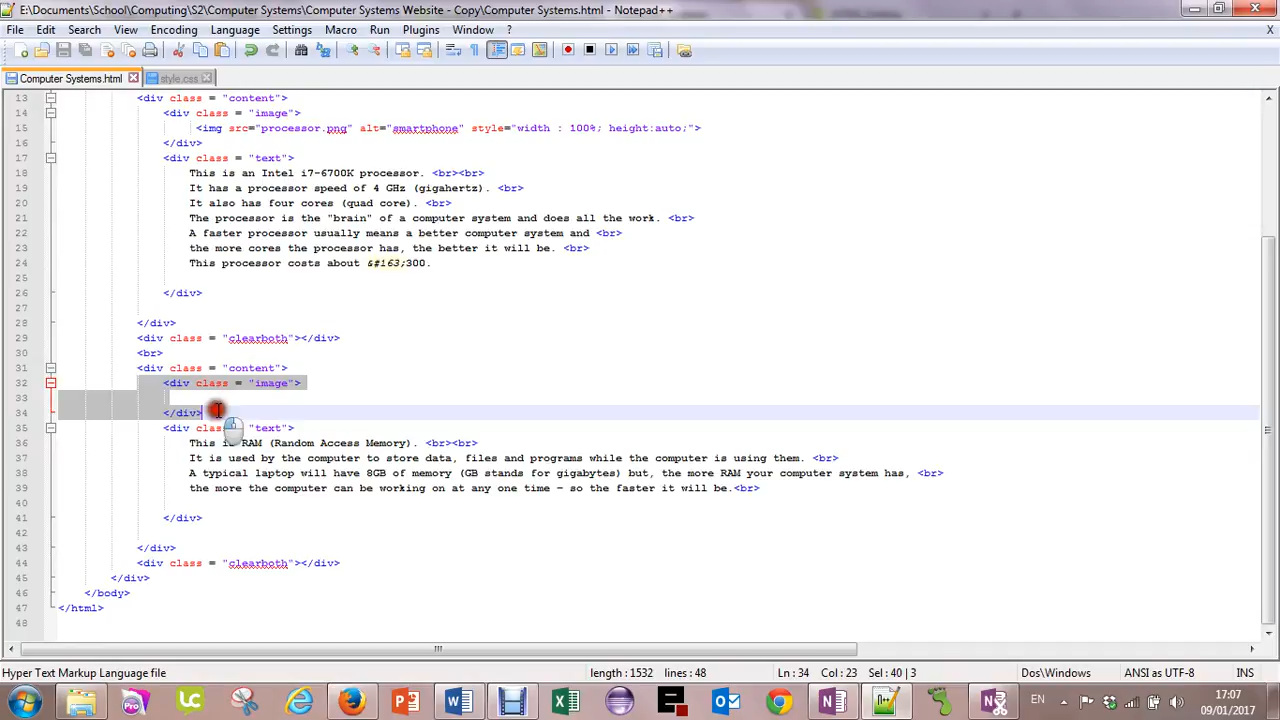 E:\Documents\School\Computing\S2\Computer Systems\Computer Systems Website - Copy\Computer Systems.html - Notepad++
File Edit Search View Encoding Language Settings Macro Run Plugins Window ? X
Computer Systems.html style.css
13 <div class = "content">
14 <div class = "image">
15 <img src="processor.png" alt="smartphone" style="width : 100%; height:auto;">
16 </div>
17 <div class = "text">
18 This is an Intel i7-6700K processor. <br><br>
19 It has a processor speed of 4 GHz (gigahertz). <br>
20 It also has four cores (quad core). <br>
21 The processor is the "brain" of a computer system and does all the work. <br>
22 A faster processor usually means a better computer system and <br>
23 the more cores the processor has, the better it will be. <br>
24 This processor costs about &#163;300.
25
26 </div>
27
28 </div>
29 <div class = "clearboth"></div>
30 <br>
31 <div class = "content">
32 <div class = "image">
33
34 </div>
35 "text">
36 This is RAM (Random Access Memory). <br><br>
37 It is used by the computer to store data, files and programs while the computer is using them. <br>
38 A typical laptop will have 8GB of memory (GB stands for gigabytes) but, the more RAM your computer system has, <br>
39 the more the computer can be working on at any one time - so the faster it will be.<br>
40
41 </div>
42
43 </div>
44 <div class = "clearboth"></div>
45 </div>
46 </body>
47 </html>
48
Hyper Text Markup Language file length : 1532 lines : 48 Ln : 34 Col : 23 Sel : 40 | 3 Dos\Windows ANSI as UTF-8 INS
EN 17:07
09/01/2017